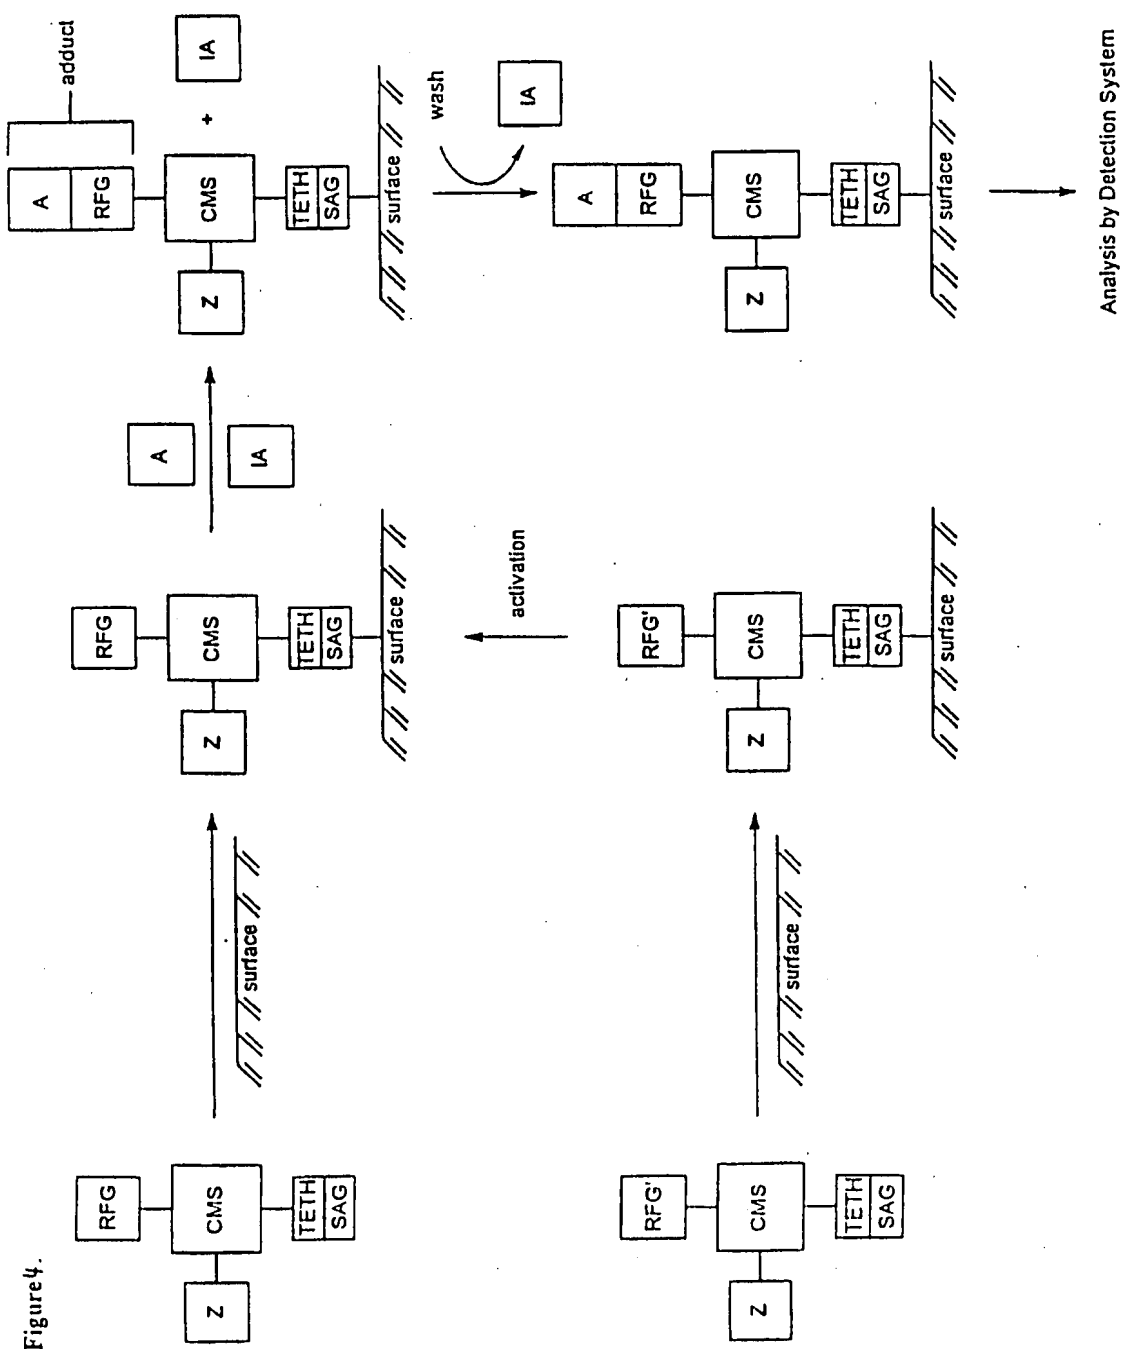 Figure 4.
RFG
Z
CMS
TETH
SAG
surface
RFG
Z
CMS
TETH
SAG
surface
A
IA
adduct
A
RFG
Z
CMS
+
IA
TETH
SAG
surface
activation
wash
IA
RFG'
Z
CMS
TETH
SAG
surface
RFG'
Z
CMS
TETH
SAG
surface
A
RFG
Z
CMS
TETH
SAG
surface
Analysis by Detection System